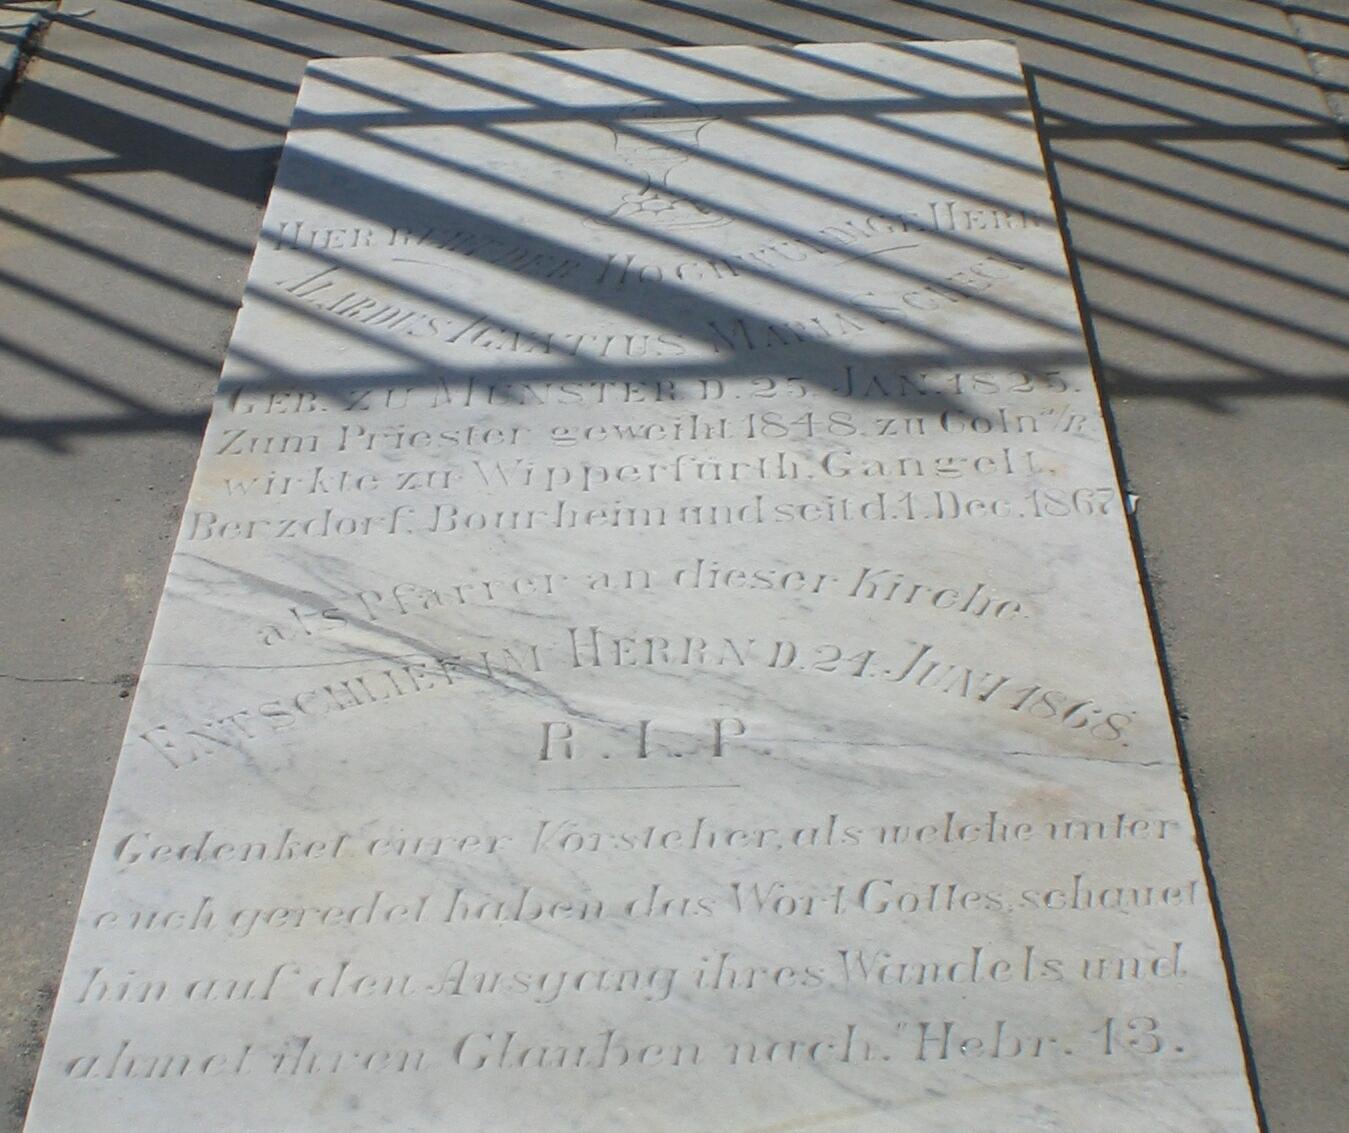 HIER RUHT DER HOCHWÜRDIGE HERR
ALARDUS IGNATIUS MARIA SCHECK
GEB. ZU MÜNSTER D. 25. JAN. 1825.
Zum Priester geweiht 1848. zu Cöln a/R
wirkte zu Wipperfürth, Gangelt,
Berzdorf, Bourheim und seit d. 1. Dec. 1867
als Pfarrer an dieser Kirche.
ENTSCHLIEF IM HERRN D. 24. JUNI 1868.
R. I. P.
Gedenket eurer Vorsteher, als welche unter
euch geredet haben das Wort Gottes, schauet
hin auf den Ausgang ihres Wandels und
ahmet ihren Glauben nach." Hebr. 13.